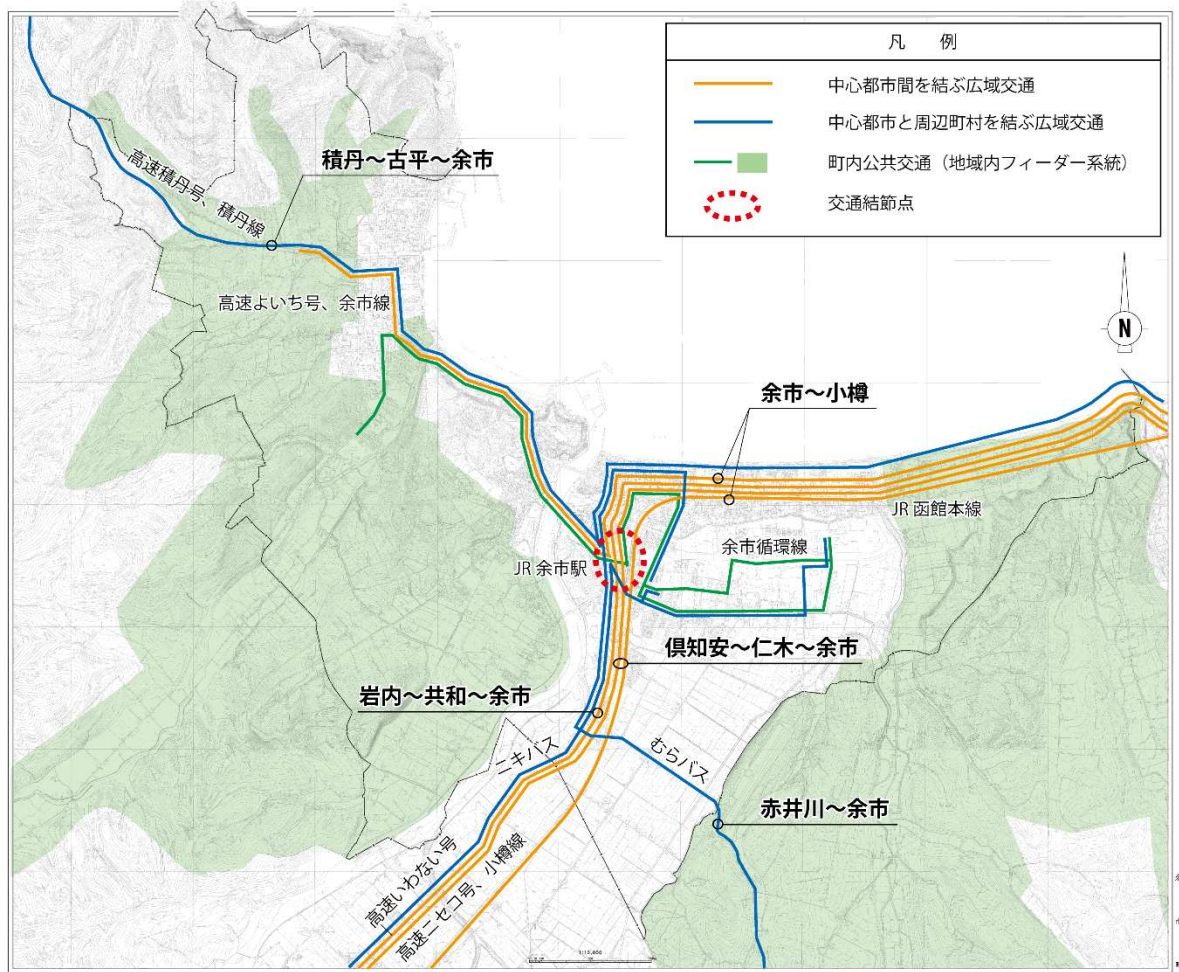 凡　例
中心都市間を結ぶ広域交通
中心都市と周辺町村を結ぶ広域交通
町内公共交通（地域内フィーダー系統）
交通結節点
積丹～古平～余市
高速積丹号、積丹線
高速よいち号、余市線
N
余市～小樽
JR函館本線
余市循環線
JR余市駅
倶知安～仁木～余市
岩内～共和～余市
ニキバス
むらバス
赤井川～余市
高速いわない号
高速ニセコ号、小樽線